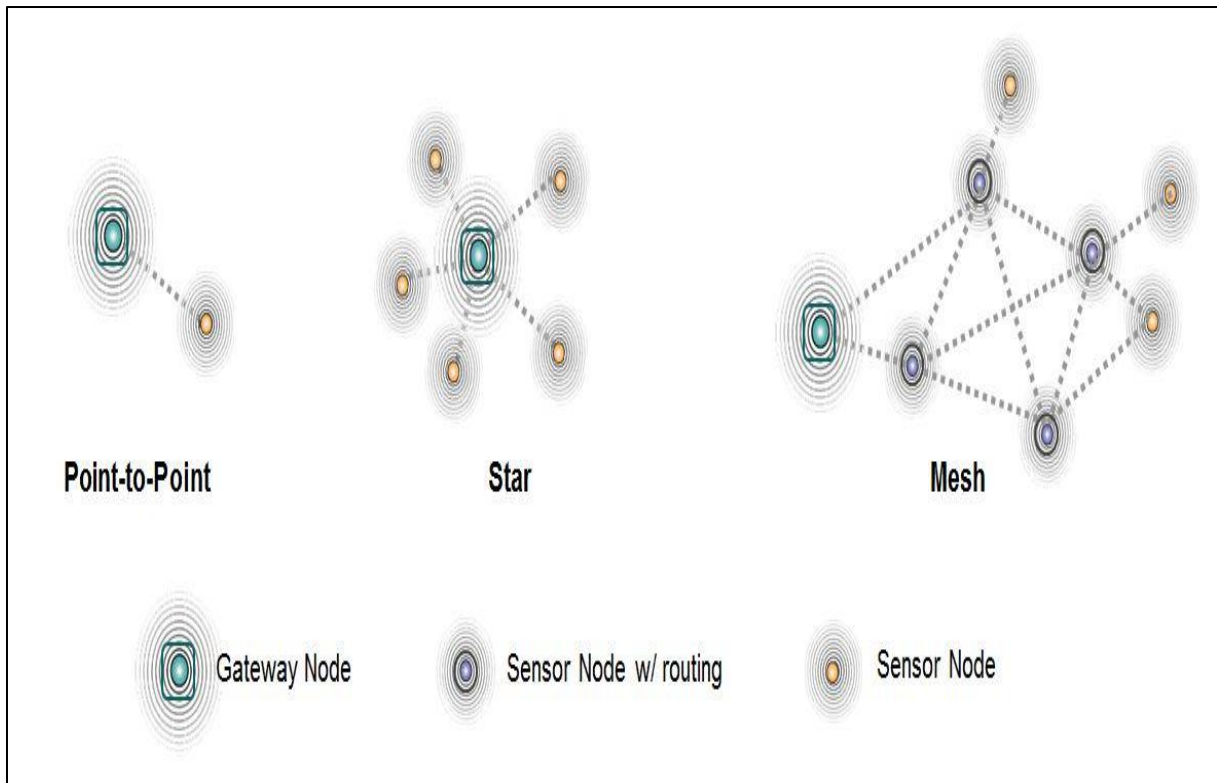 Point-to-Point
Star
Mesh
Gateway Node
Sensor Node w/ routing
Sensor Node